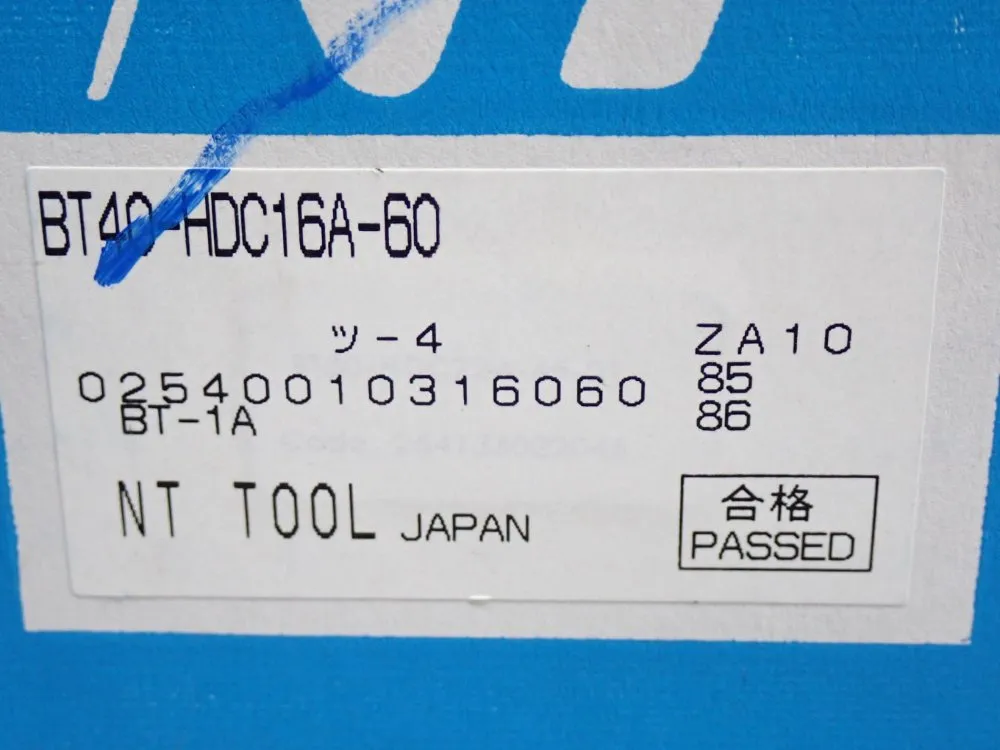 BT40-HDC16A-60
ツ-4 ZA10
02540010316060 85
BT-1A 86
NT TOOL JAPAN
合格
PASSED